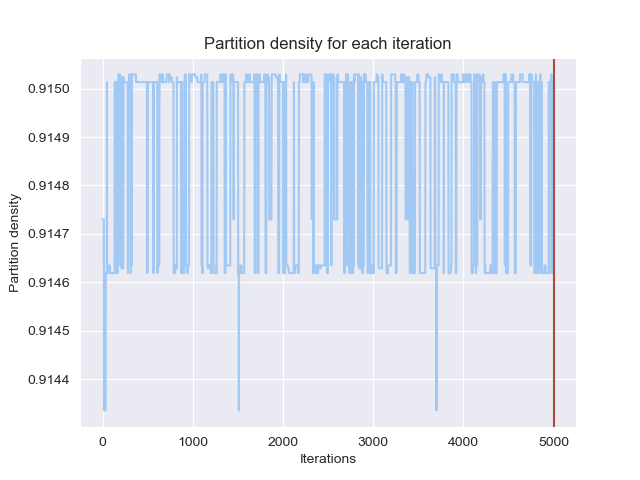 Partition density for each iteration
0.9150
0.9149
0.9148
0.9147
0.9146
0.9145
0.9144
Partition density
0 1000 2000 3000 4000 5000
Iterations